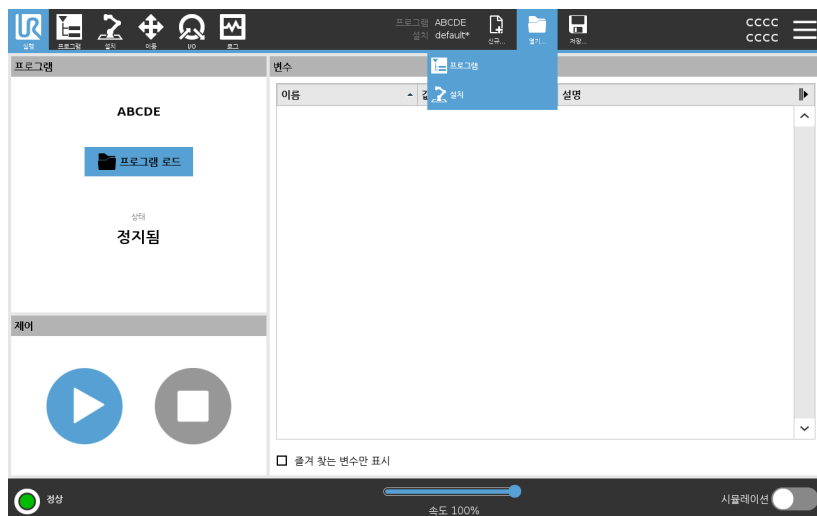 UR
실행
프로그램
설치
이동
I/O
로그
프로그램 ABCDE
설치 default*
신규...
열기...
저장...
CCCC
CCCC
프로그램
ABCDE
프로그램 로드
상태
정지됨
제어
변수
프로그램
설치
이름
설명
즐겨 찾는 변수만 표시
정상
속도 100%
시뮬레이션